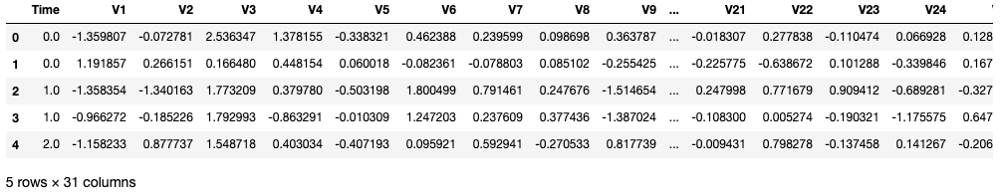 Time V1 V2 V3 V4 V5 V6 V7 V8 V9 ... V21 V22 V23 V24
0 0.0 -1.359807 -0.072781 2.536347 1.378155 -0.338321 0.462388 0.239599 0.098698 0.363787 ... -0.018307 0.277838 -0.110474 0.066928 0.128
1 0.0 1.191857 0.266151 0.166480 0.448154 0.060018 -0.082361 -0.078803 0.085102 -0.255425 ... -0.225775 -0.638672 0.101288 -0.339846 0.167
2 1.0 -1.358354 -1.340163 1.773209 0.379780 -0.503198 1.800499 0.791461 0.247676 -1.514654 ... 0.247998 0.771679 0.909412 -0.689281 -0.327
3 1.0 -0.966272 -0.185226 1.792993 -0.863291 -0.010309 1.247203 0.237609 0.377436 -1.387024 ... -0.108300 0.005274 -0.190321 -1.175575 0.647
4 2.0 -1.158233 0.877737 1.548718 0.403034 -0.407193 0.095921 0.592941 -0.270533 0.817739 ... -0.009431 0.798278 -0.137458 0.141267 -0.206
5 rows × 31 columns